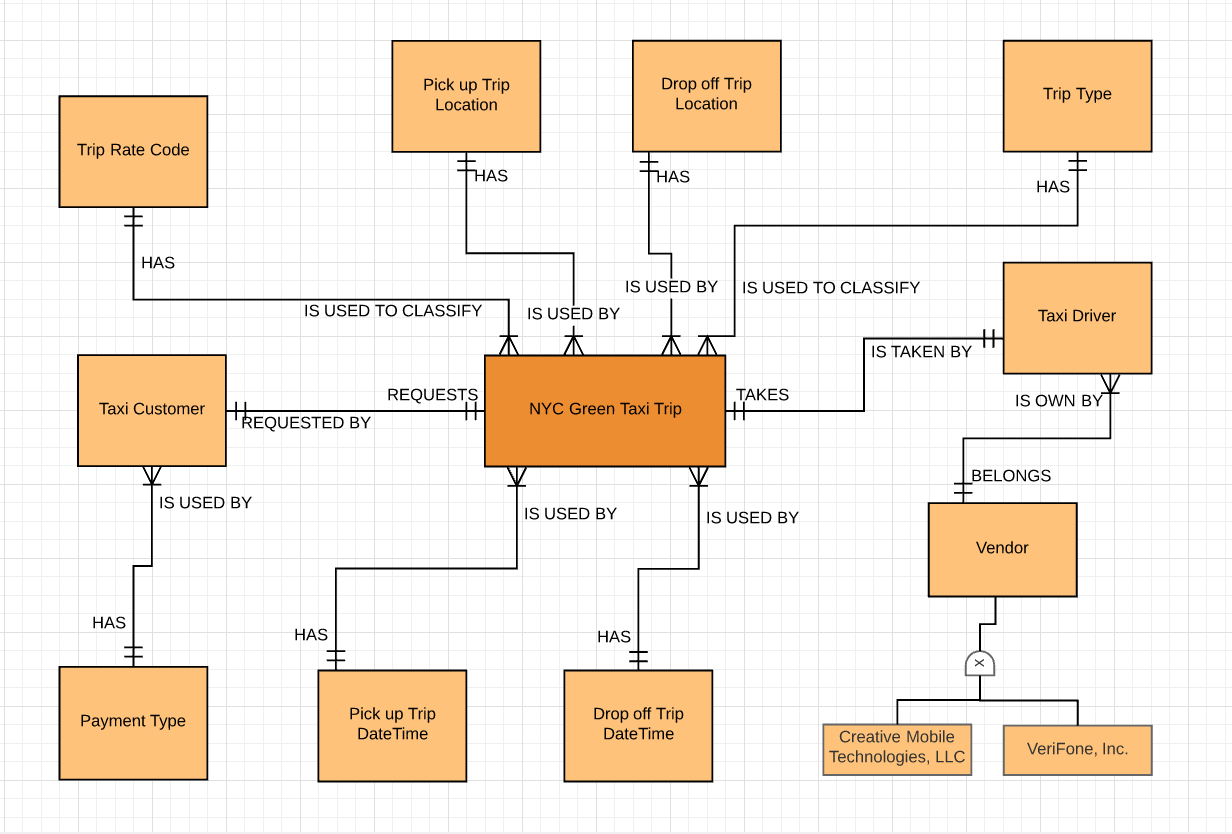 Pick up Trip
Location
Drop off Trip
Location
Trip Type
Trip Rate Code
HAS
HAS
HAS
HAS
IS USED TO CLASSIFY
IS USED BY
IS USED BY
IS USED TO CLASSIFY
Taxi Driver
IS TAKEN BY
Taxi Customer
REQUESTED BY
REQUESTS
NYC Green Taxi Trip
TAKES
IS OWN BY
BELONGS
IS USED BY
IS USED BY
IS USED BY
Vendor
HAS
HAS
HAS
X
Payment Type
Pick up Trip
DateTime
Drop off Trip
DateTime
Creative Mobile
Technologies, LLC
VeriFone, Inc.